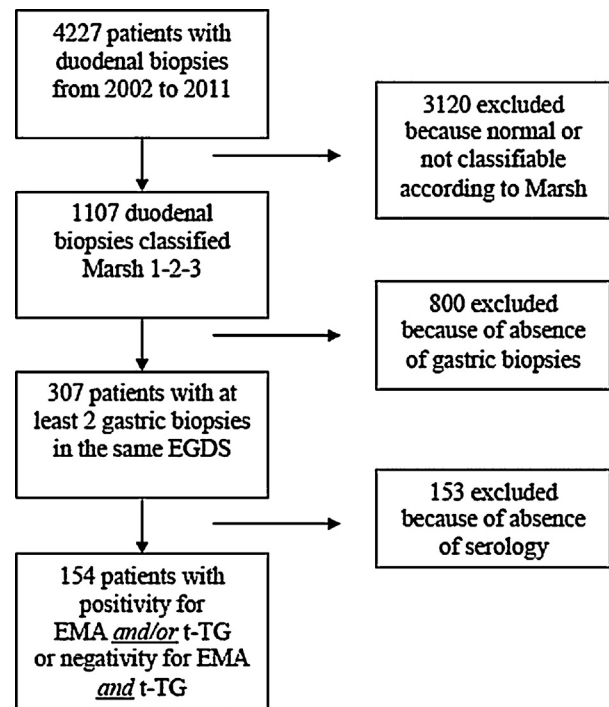 4227 patients with
duodenal biopsies
from 2002 to 2011
3120 excluded
because normal or
not classifiable
according to Marsh
1107 duodenal
biopsies classified
Marsh 1-2-3
800 excluded
because of absence
of gastric biopsies
307 patients with at
least 2 gastric biopsies
in the same EGDS
153 excluded
because of absence
of serology
154 patients with
positivity for
EMA and/or t-TG
or negativity for EMA
and t-TG